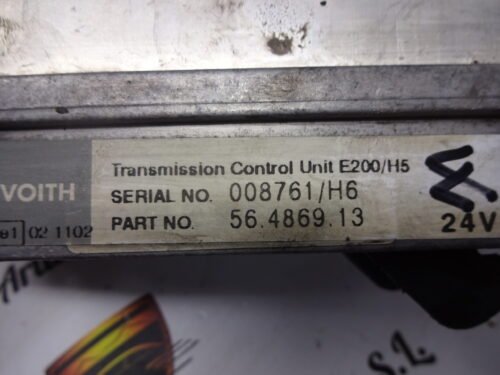 VOITH
Transmission Control Unit E200/H5
SERIAL NO. 008761/H6
PART NO. 56.4869.13
24V
e1 02 1102
S.L.